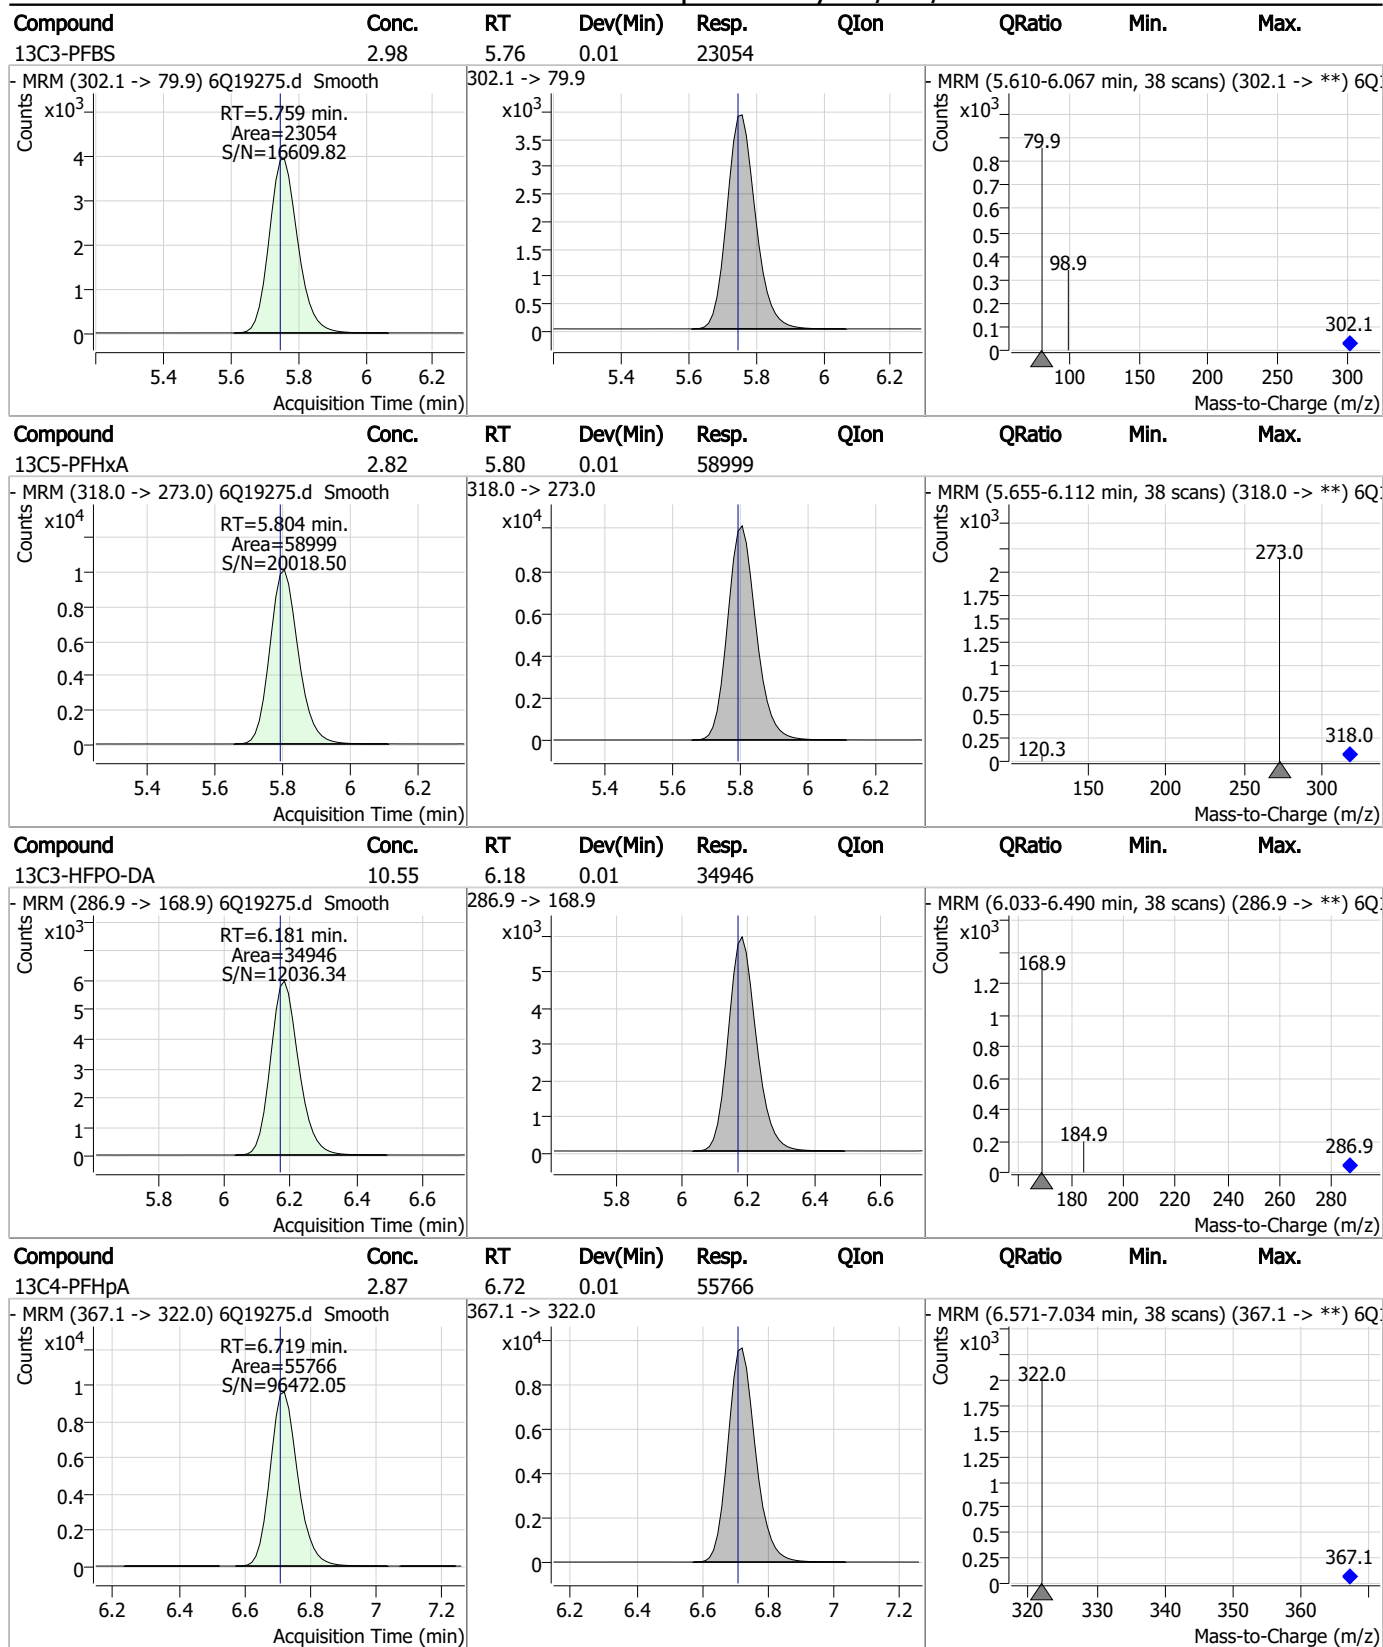 Compound Conc. RT Dev(Min) Resp. QIon QRatio Min. Max.
13C3-PFBS 2.98 5.76 0.01 23054
- MRM (302.1 -> 79.9) 6Q19275.d Smooth
Counts
x10³
RT=5.759 min.
Area=23054
S/N=16609.82
4
3
2
1
0
5.4 5.6 5.8 6 6.2
Acquisition Time (min)
302.1 -> 79.9
x10³
3.5
3
2.5
2
1.5
1
0.5
0
5.4 5.6 5.8 6 6.2
- MRM (5.610-6.067 min, 38 scans) (302.1 -> **) 6Q
Counts
x10³
79.9
0.8
0.7
0.6
0.5
0.4
98.9
0.3
0.2
302.1
0.1
0
100 150 200 250 300
Mass-to-Charge (m/z)
Compound Conc. RT Dev(Min) Resp. QIon QRatio Min. Max.
13C5-PFHxA 2.82 5.80 0.01 58999
- MRM (318.0 -> 273.0) 6Q19275.d Smooth
Counts
x10⁴
RT=5.804 min.
Area=58999
S/N=20018.50
1
0.8
0.6
0.4
0.2
0
5.4 5.6 5.8 6 6.2
Acquisition Time (min)
318.0 -> 273.0
x10⁴
0.8
0.6
0.4
0.2
0
5.4 5.6 5.8 6 6.2
- MRM (5.655-6.112 min, 38 scans) (318.0 -> **) 6Q
Counts
x10³
273.0
2
1.75
1.5
1.25
1
0.75
0.5
318.0
0.25
120.3
0
150 200 250 300
Mass-to-Charge (m/z)
Compound Conc. RT Dev(Min) Resp. QIon QRatio Min. Max.
13C3-HFPO-DA 10.55 6.18 0.01 34946
- MRM (286.9 -> 168.9) 6Q19275.d Smooth
Counts
x10³
RT=6.181 min.
Area=34946
S/N=12036.34
6
5
4
3
2
1
0
5.8 6 6.2 6.4 6.6
Acquisition Time (min)
286.9 -> 168.9
x10³
5
4
3
2
1
0
5.8 6 6.2 6.4 6.6
- MRM (6.033-6.490 min, 38 scans) (286.9 -> **) 6Q
Counts
x10³
168.9
1.2
1
0.8
0.6
0.4
184.9
0.2
286.9
0
180 200 220 240 260 280
Mass-to-Charge (m/z)
Compound Conc. RT Dev(Min) Resp. QIon QRatio Min. Max.
13C4-PFHpA 2.87 6.72 0.01 55766
- MRM (367.1 -> 322.0) 6Q19275.d Smooth
Counts
x10⁴
RT=6.719 min.
Area=55766
S/N=96472.05
1
0.8
0.6
0.4
0.2
0
6.2 6.4 6.6 6.8 7 7.2
Acquisition Time (min)
367.1 -> 322.0
x10⁴
0.8
0.6
0.4
0.2
0
6.2 6.4 6.6 6.8 7 7.2
- MRM (6.571-7.034 min, 38 scans) (367.1 -> **) 6Q
Counts
x10³
322.0
2
1.75
1.5
1.25
1
0.75
0.5
367.1
0.25
0
320 330 340 350 360
Mass-to-Charge (m/z)